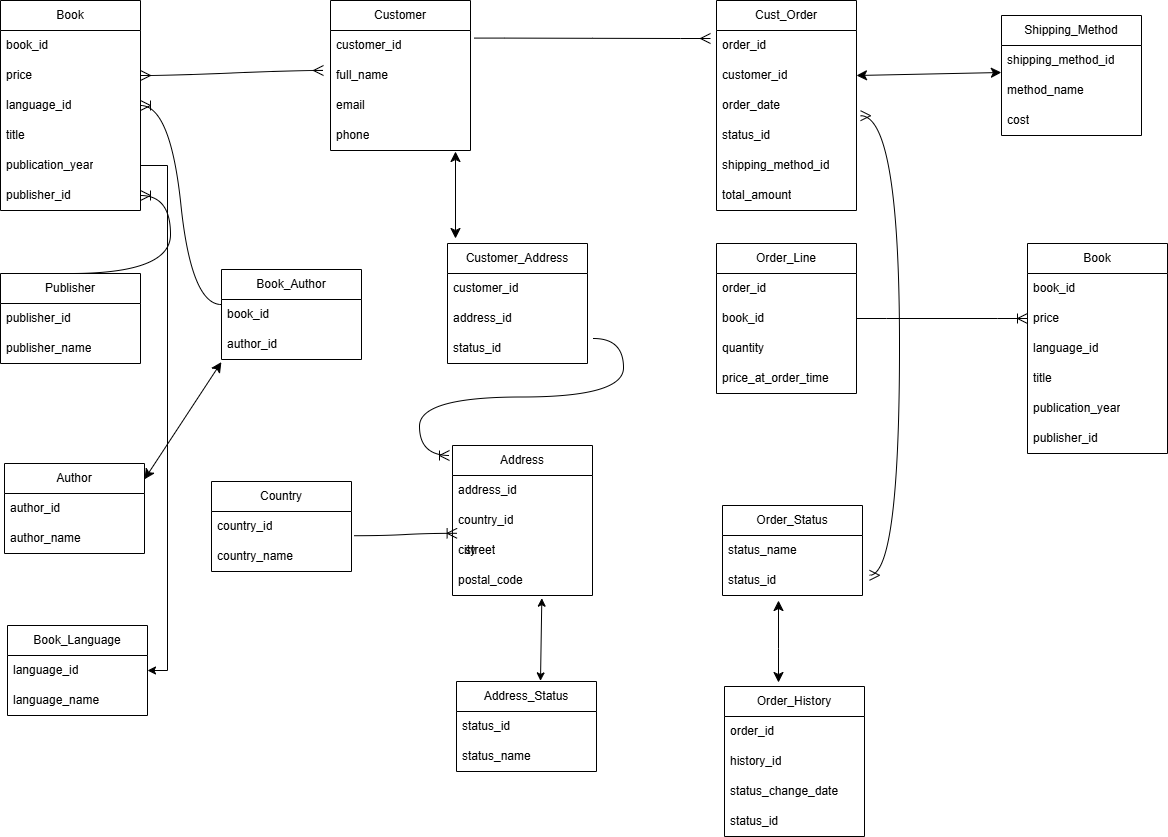 Book
book_id
price
language_id
title
publication_year
publisher_id
Customer
customer_id
full_name
email
phone
Cust_Order
order_id
customer_id
order_date
status_id
shipping_method_id
total_amount
Shipping_Method
shipping_method_id
method_name
cost
Publisher
publisher_id
publisher_name
Book_Author
book_id
author_id
Customer_Address
customer_id
address_id
status_id
Order_Line
order_id
book_id
quantity
price_at_order_time
Book
book_id
price
language_id
title
publication_year
publisher_id
Author
author_id
author_name
Country
country_id
country_name
Address
address_id
country_id
city
street
postal_code
Order_Status
status_name
status_id
Book_Language
language_id
language_name
Address_Status
status_id
status_name
Order_History
order_id
history_id
status_change_date
status_id